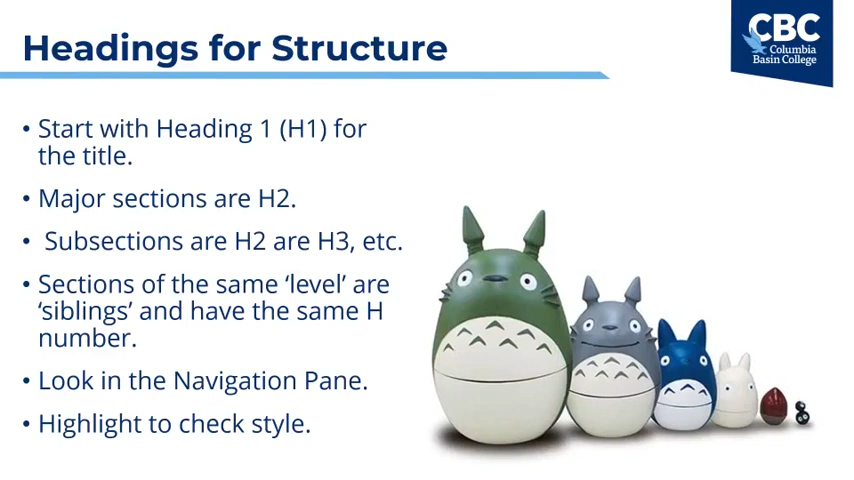 Headings for Structure
CBC
Columbia
Basin College
• Start with Heading 1 (H1) for
the title.
• Major sections are H2.
• Subsections are H2 are H3, etc.
• Sections of the same ‘level’ are
‘siblings’ and have the same H
number.
• Look in the Navigation Pane.
• Highlight to check style.